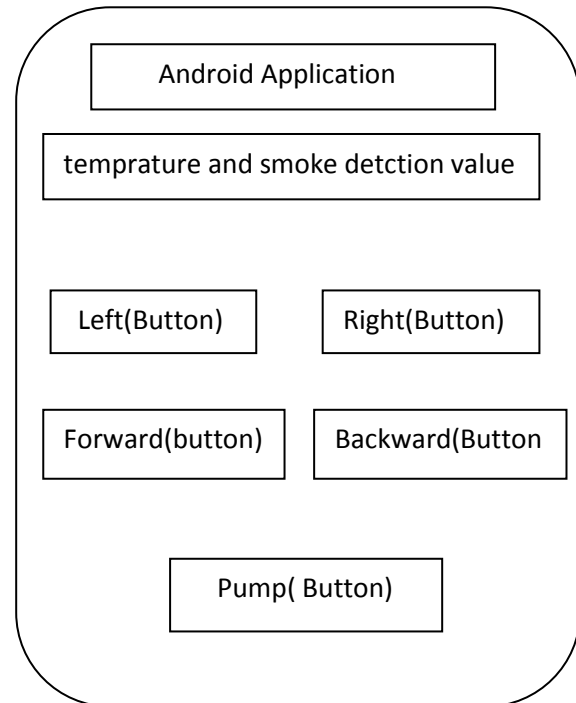 Android Application
temprature and smoke detction value
Left(Button)
Right(Button)
Forward(button)
Backward(Button
Pump( Button)